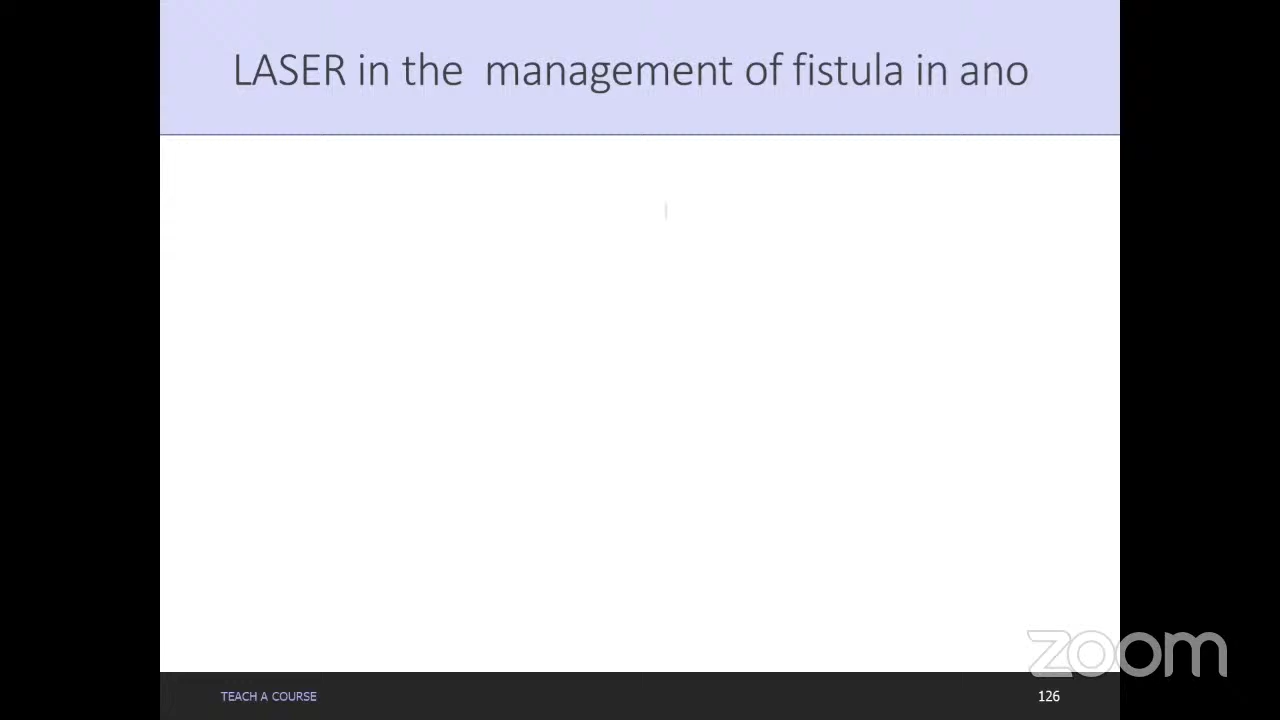 LASER in the  management of fistula in ano
zoom
TEACH A COURSE
126